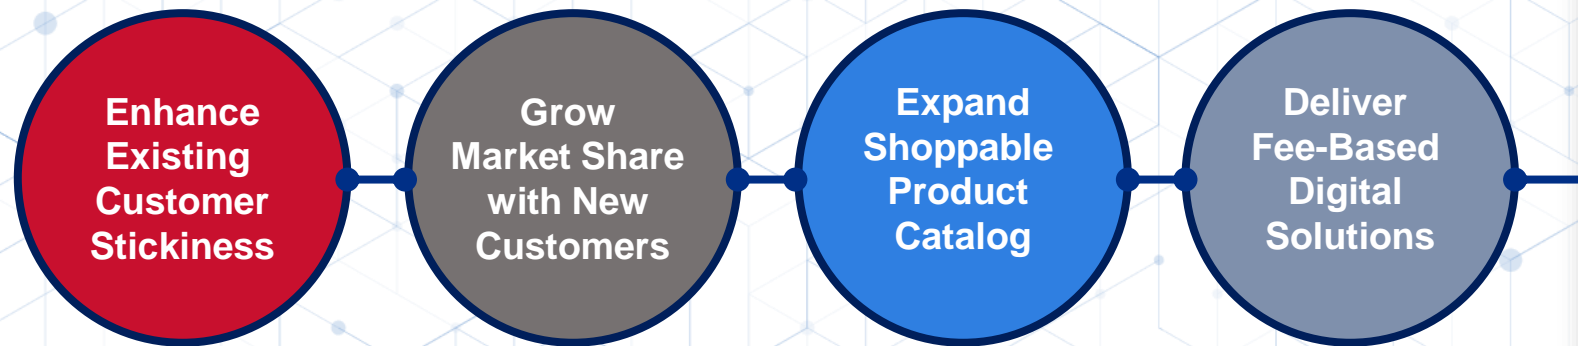 Enhance
Existing
Customer
Stickiness
Grow
Market Share
with New
Customers
Expand
Shoppable
Product
Catalog
Deliver
Fee-Based
Digital
Solutions